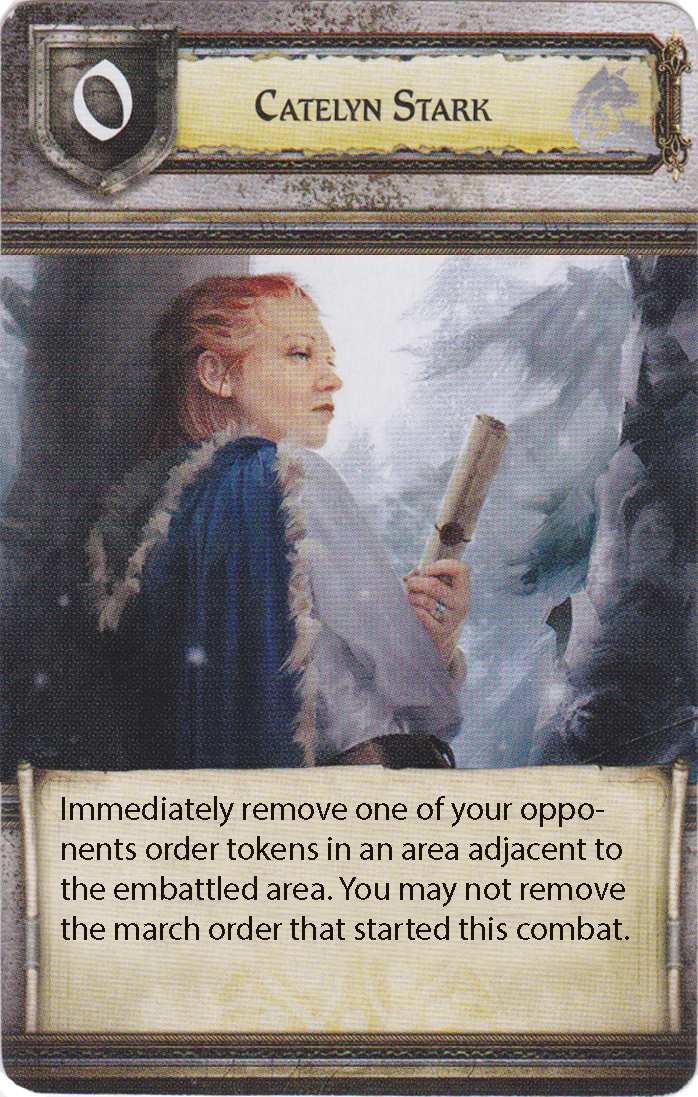 0
Catelyn Stark
Immediately remove one of your oppo-
nents order tokens in an area adjacent to
the embattled area. You may not remove
the march order that started this combat.